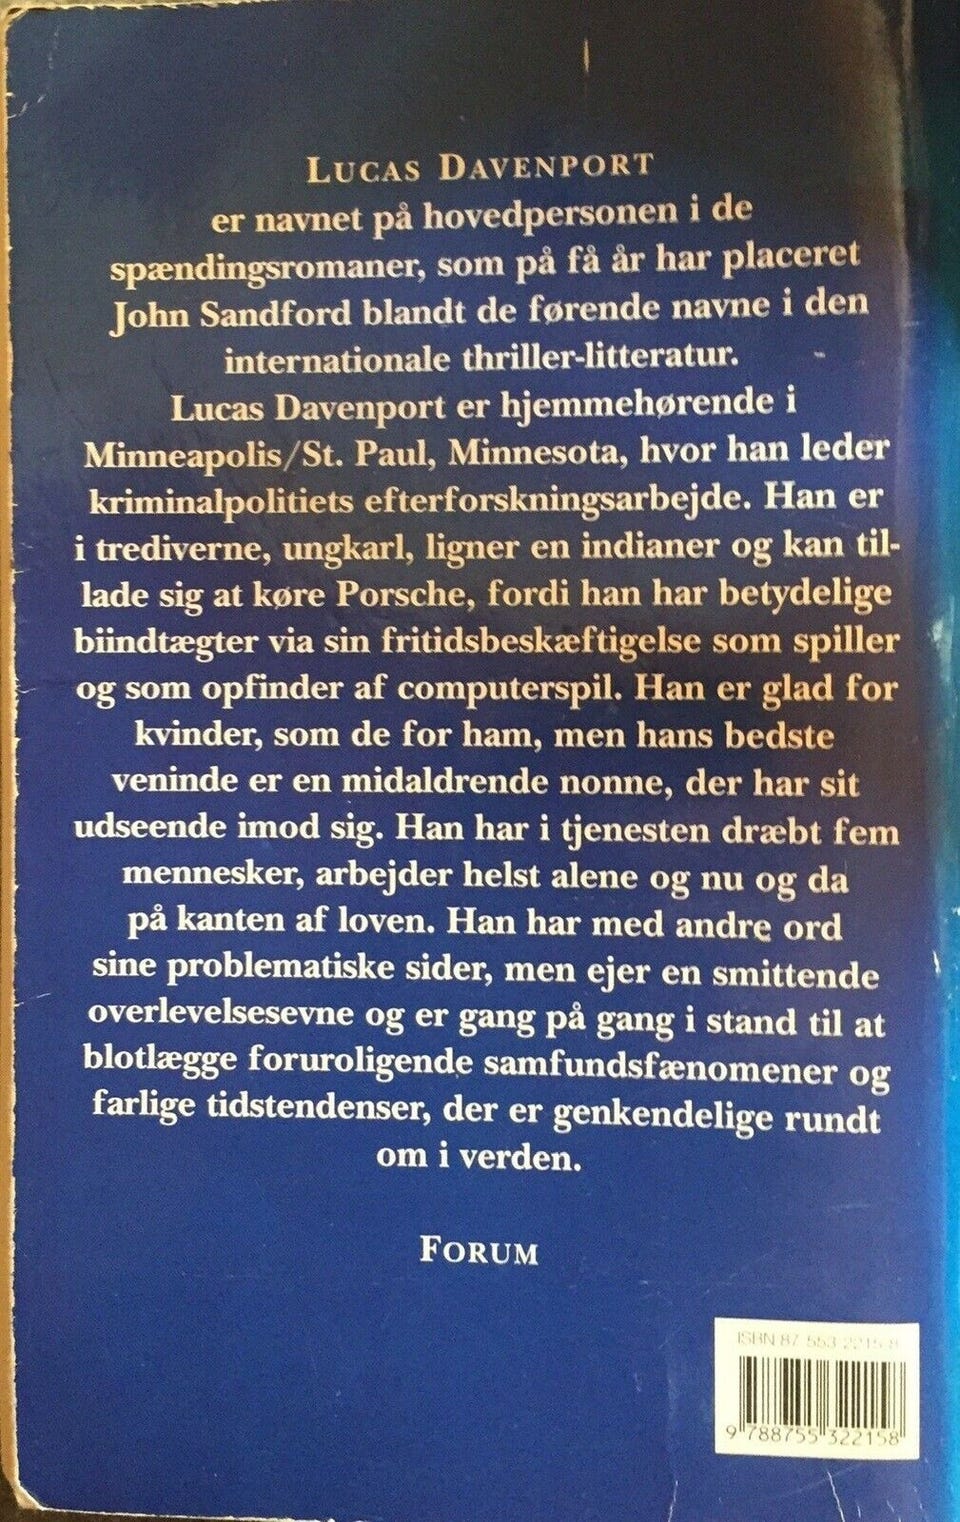 LUCAS DAVENPORT
er navnet på hovedpersonen i de
spændingsromaner, som på få år har placeret
John Sandford blandt de førende navne i den
internationale thriller-litteratur.
Lucas Davenport er hjemmehørende i
Minneapolis/St. Paul, Minnesota, hvor han leder
kriminalpolitiets efterforskningsarbejde. Han er
i trediverne, ungkarl, ligner en indianer og kan til-
lade sig at køre Porsche, fordi han har betydelige
biindtægter via sin fritidsbeskæftigelse som spiller
og som opfinder af computerspil. Han er glad for
kvinder, som de for ham, men hans bedste
veninde er en midaldrende nonne, der har sit
udseende imod sig. Han har i tjenesten dræbt fem
mennesker, arbejder helst alene og nu og da
på kanten af loven. Han har med andre ord
sine problematiske sider, men ejer en smittende
overlevelsesevne og er gang på gang i stand til at
blotlægge foruroligende samfundsfænomener og
farlige tidstendenser, der er genkendelige rundt
om i verden.
FORUM
ISBN 87-553-2215-8
9 788755 322158